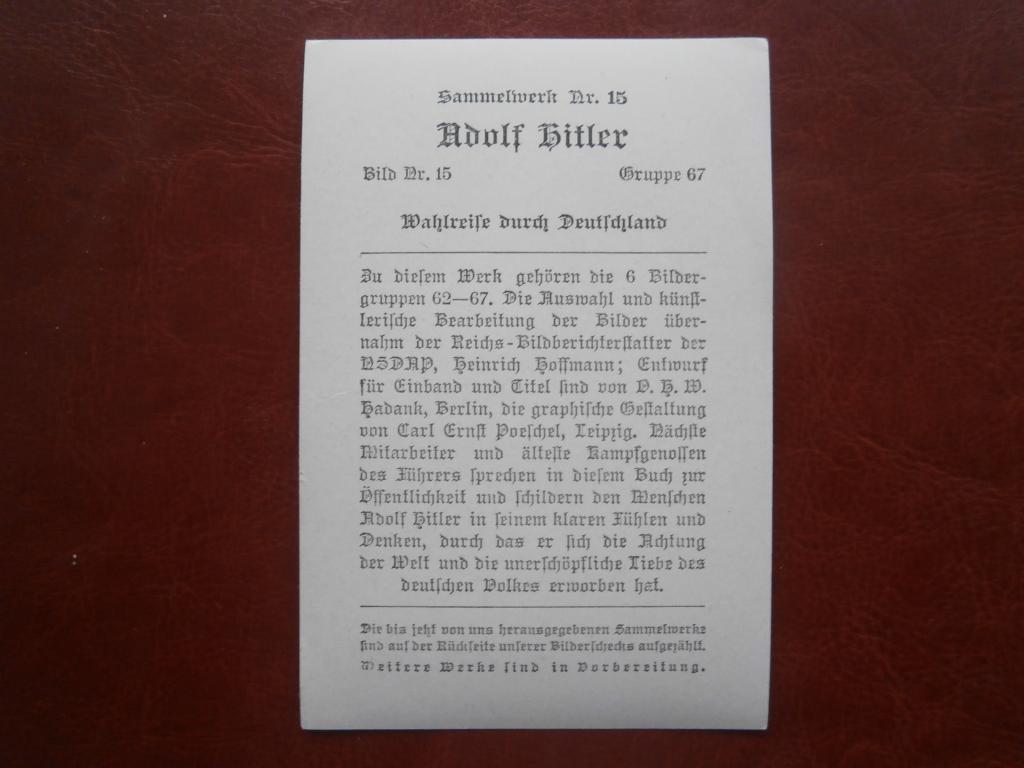 Sammelwerk Nr. 15
Adolf Hitler
Bild Nr. 15 Gruppe 67
Wahlreise durch Deutschland
Zu diesem Werk gehören die 6 Bilder-
gruppen 62—67. Die Auswahl und künst-
lerische Bearbeitung der Bilder über-
nahm der Reichs-Bildberichterstatter der
NSDAP, Heinrich Hoffmann; Entwurf
für Einband und Titel sind von O. H. W.
Hadank, Berlin, die graphische Gestaltung
von Carl Ernst Poeschel, Leipzig. Nächste
Mitarbeiter und älteste Kampfgenossen
des Führers sprechen in diesem Buch zur
Öffentlichkeit und schildern den Menschen
Adolf Hitler in seinem klaren Fühlen und
Denken, durch das er sich die Achtung
der Welt und die unerschöpfliche Liebe des
deutschen Volkes erworben hat.
Die bis jetzt von uns herausgegebenen Sammelwerke
sind auf der Rückseite unserer Bilderschecks aufgezählt.
Weitere Werke sind in Vorbereitung.